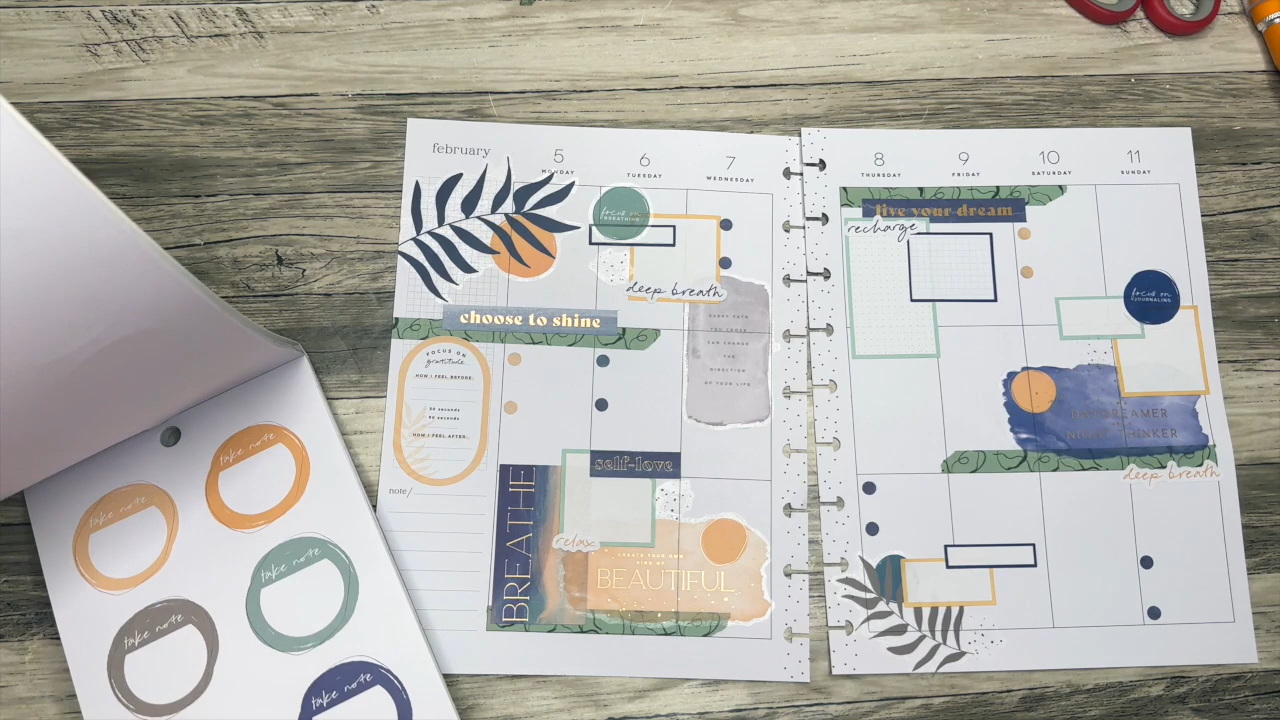 february
5
MONDAY
6
TUESDAY
7
WEDNESDAY
8
THURSDAY
9
FRIDAY
10
SATURDAY
11
SUNDAY
focus on
BREATHING
deep breath
choose to shine
EVERY PATH
YOU CHOSE
CAN CHANGE
THE
DIRECTION
OF YOUR LIFE
FOCUS ON
gratitude
HOW I FEEL BEFORE:
30 seconds
60 seconds
HOW I FEEL AFTER:
note/
BREATHE
self-love
relax
CREATE YOUR OWN
KIND OF
BEAUTIFUL
live your dream
recharge
focus on
JOURNALING
DAYDREAMER
NIGHT THINKER
deep breath
take note
take note
take note
take note
take note